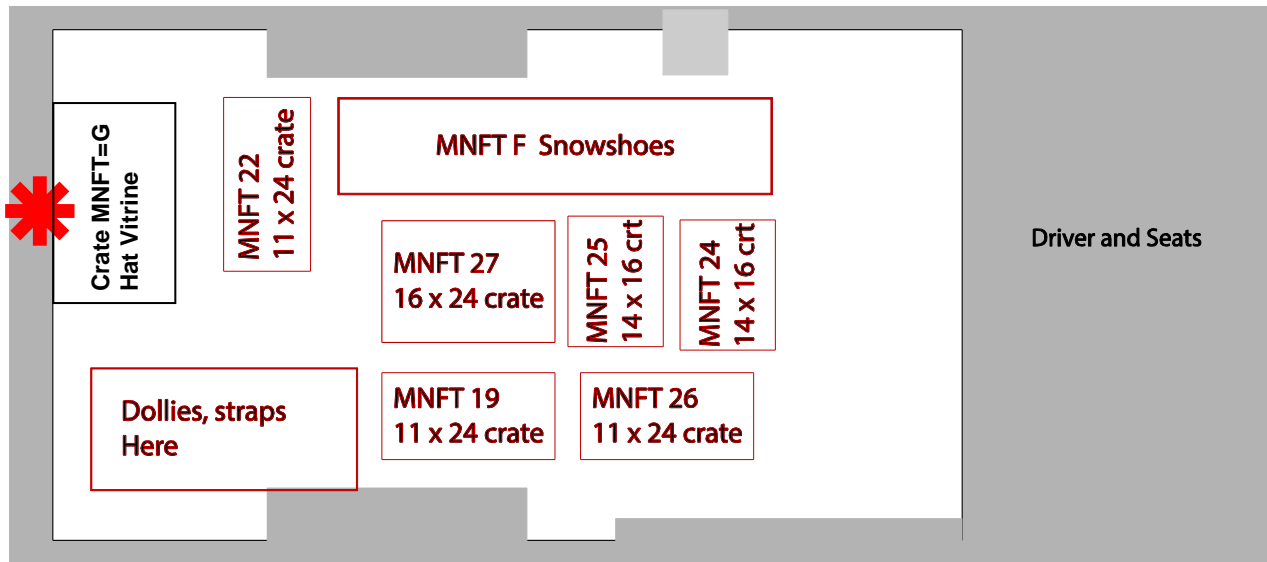 Crate MNFT=G
Hat Vitrine
MNFT 22
11 x 24 crate
MNFT F  Snowshoes
MNFT 27
16 x 24 crate
MNFT 25
14 x 16 crt
MNFT 24
14 x 16 crt
Driver and Seats
Dollies, straps
Here
MNFT 19
11 x 24 crate
MNFT 26
11 x 24 crate